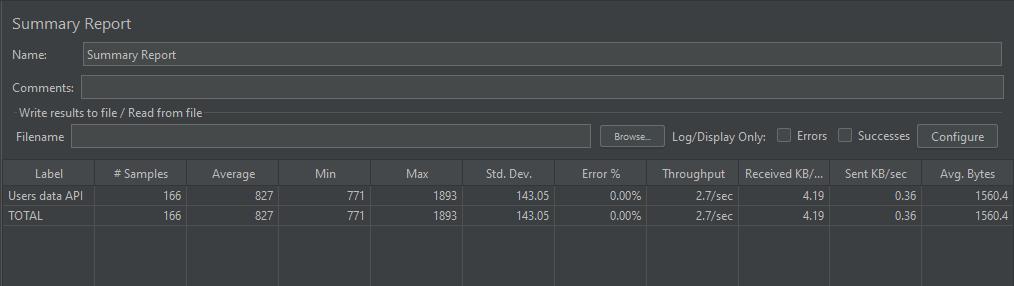 Summary Report
Name: Summary Report
Comments:
Write results to file / Read from file
Filename Browse... Log/Display Only: Errors Successes Configure
Label # Samples Average Min Max Std. Dev. Error % Throughput Received KB/... Sent KB/sec Avg. Bytes
Users data API 166 827 771 1893 143.05 0.00% 2.7/sec 4.19 0.36 1560.4
TOTAL 166 827 771 1893 143.05 0.00% 2.7/sec 4.19 0.36 1560.4